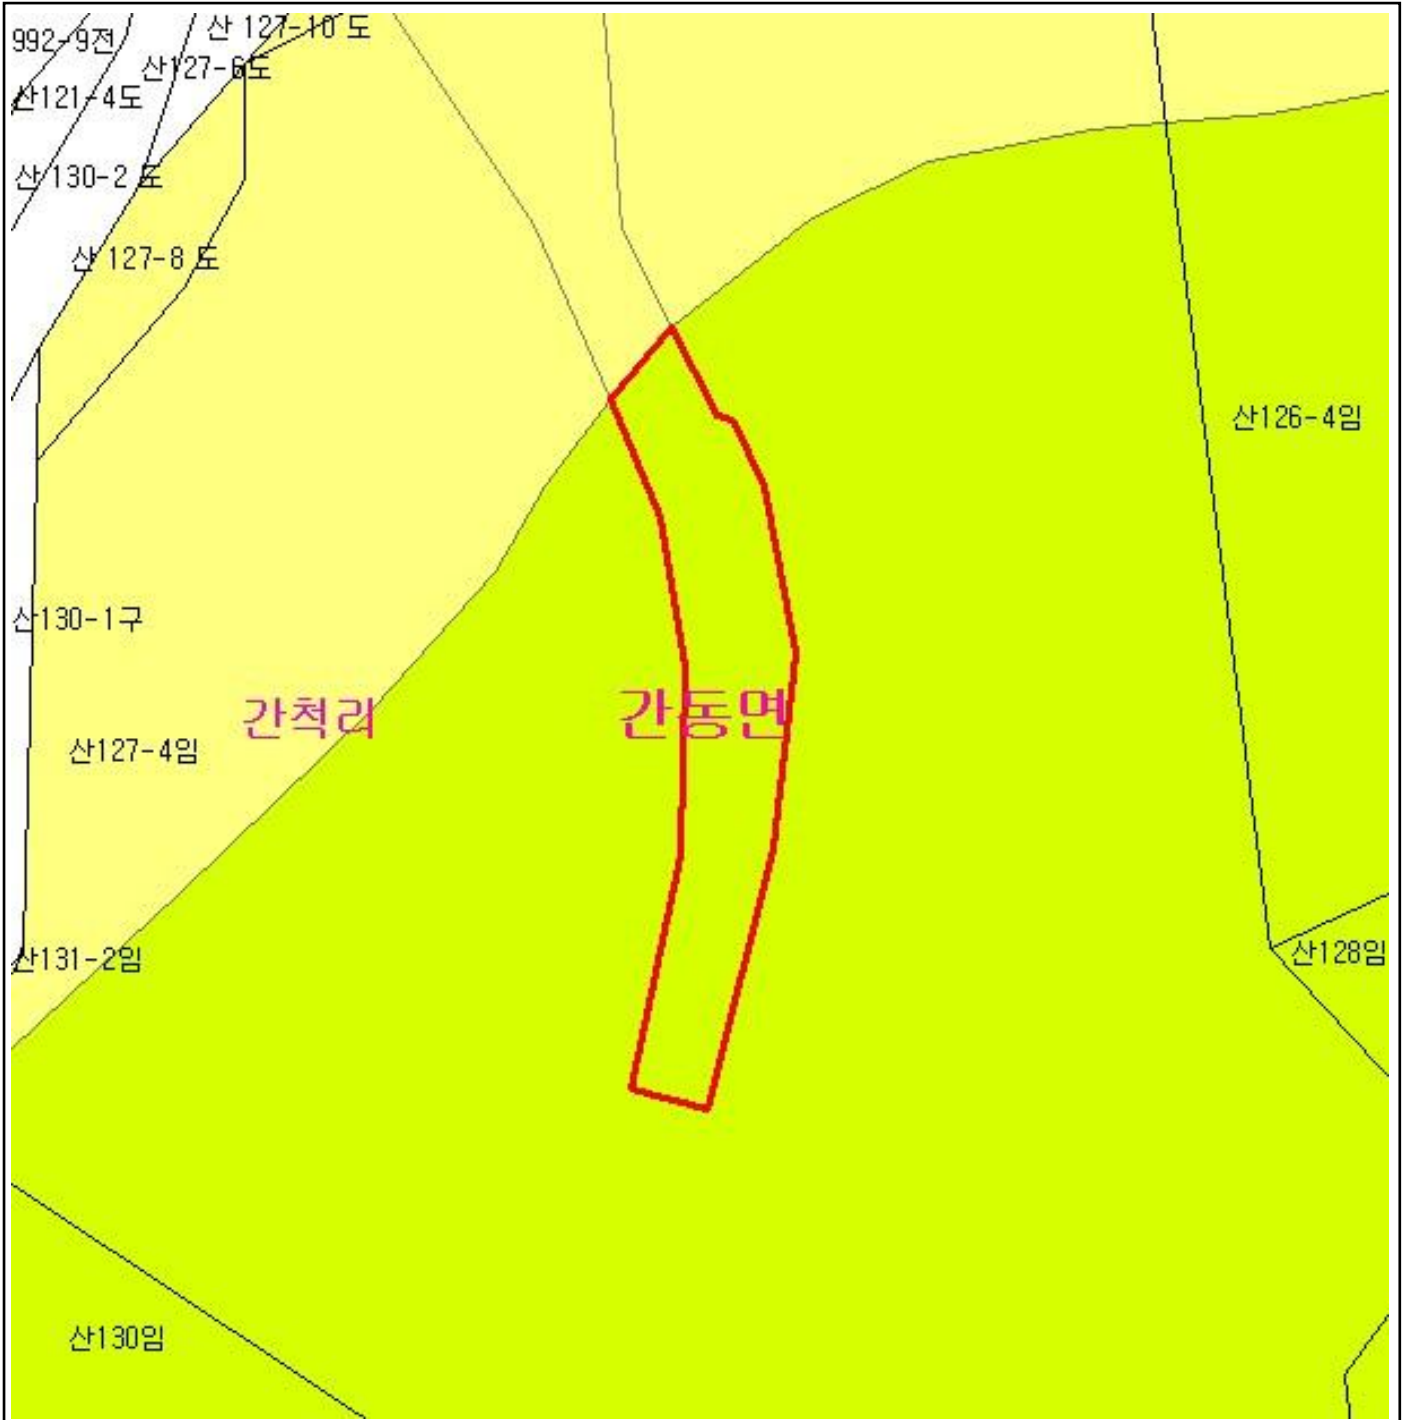 산 127-10 도
992-9전
산127-6도
산121-4도
산 130-2 도
산 127-8 도
산126-4임
산130-1구
간척리
간동면
산127-4임
산128임
산131-2임
산130임